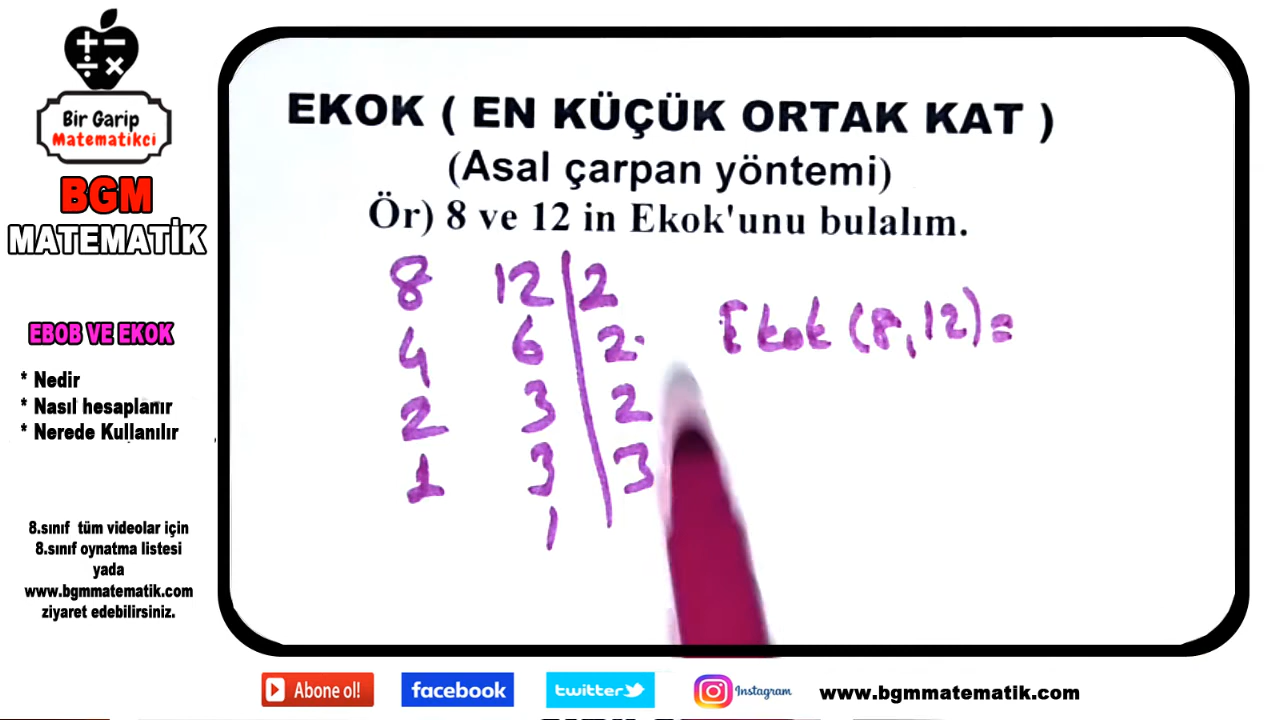 Bir Garip
Matematikci
BGM
MATEMATİK
EBOB VE EKOK
* Nedir
* Nasıl hesaplanır
* Nerede Kullanılır
8.sınıf tüm videolar için
8.sınıf oynatma listesi
yada
www.bgmmatematik.com
ziyaret edebilirsiniz.
EKOK ( EN KÜÇÜK ORTAK KAT )
(Asal çarpan yöntemi)
Ör) 8 ve 12 in Ekok'unu bulalım.
8 12 | 2
4 6 | 2
2 3 | 2
1 3 | 3
1
Ekok (8,12) =
Abone ol!
facebook
twitter
Instagram
www.bgmmatematik.com